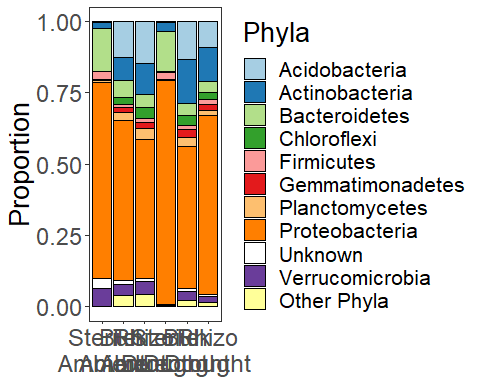 Phyla
1.00
0.75
0.50
0.25
0.00
Proportion
Acidobacteria
Actinobacteria
Bacteroidetes
Chloroflexi
Firmicutes
Gemmatimonadetes
Planctomycetes
Proteobacteria
Unknown
Verrucomicrobia
Other Phyla